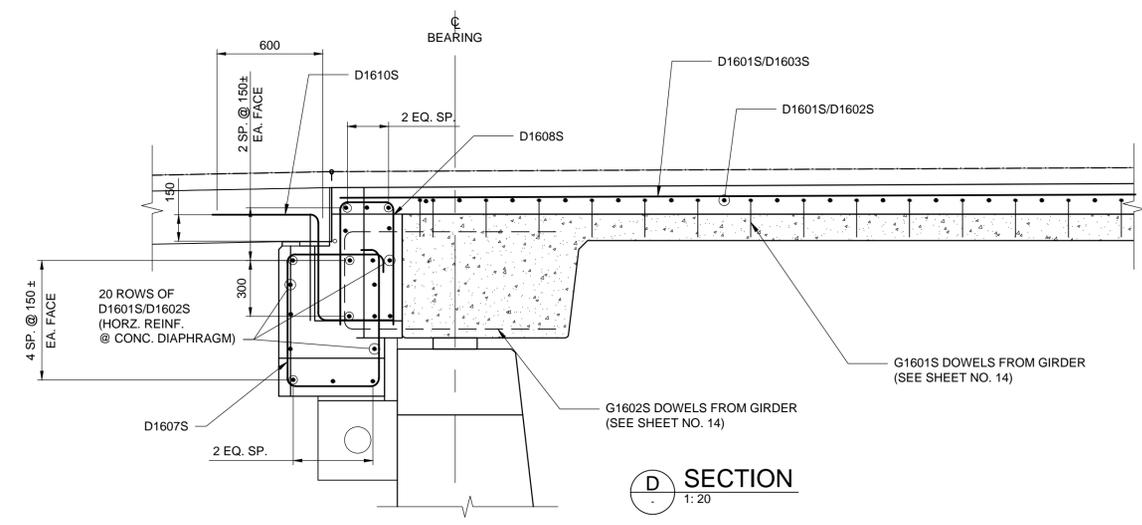 ℄
BEARING
600
D1610S
D1601S/D1603S
2 SP. @ 150±
EA. FACE
2 EQ. SP.
D1601S/D1602S
D1608S
150
300
20 ROWS OF
D1601S/D1602S
(HORZ. REINF.
@ CONC. DIAPHRAGM)
4 SP. @ 150 ±
EA. FACE
G1601S DOWELS FROM GIRDER
(SEE SHEET NO. 14)
G1602S DOWELS FROM GIRDER
(SEE SHEET NO. 14)
D1607S
2 EQ. SP.
D
-
SECTION
1: 20